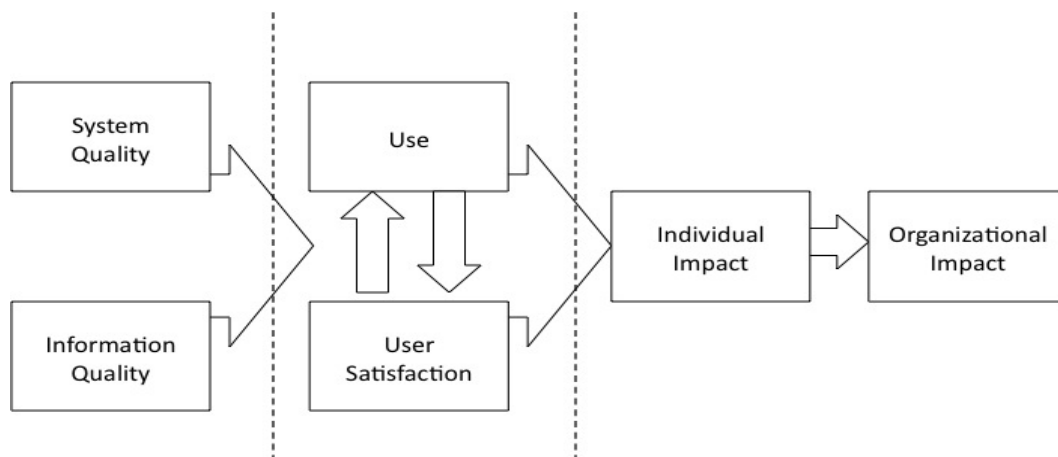 System
Quality
Use
Individual
Impact
Organizational
Impact
Information
Quality
User
Satisfaction